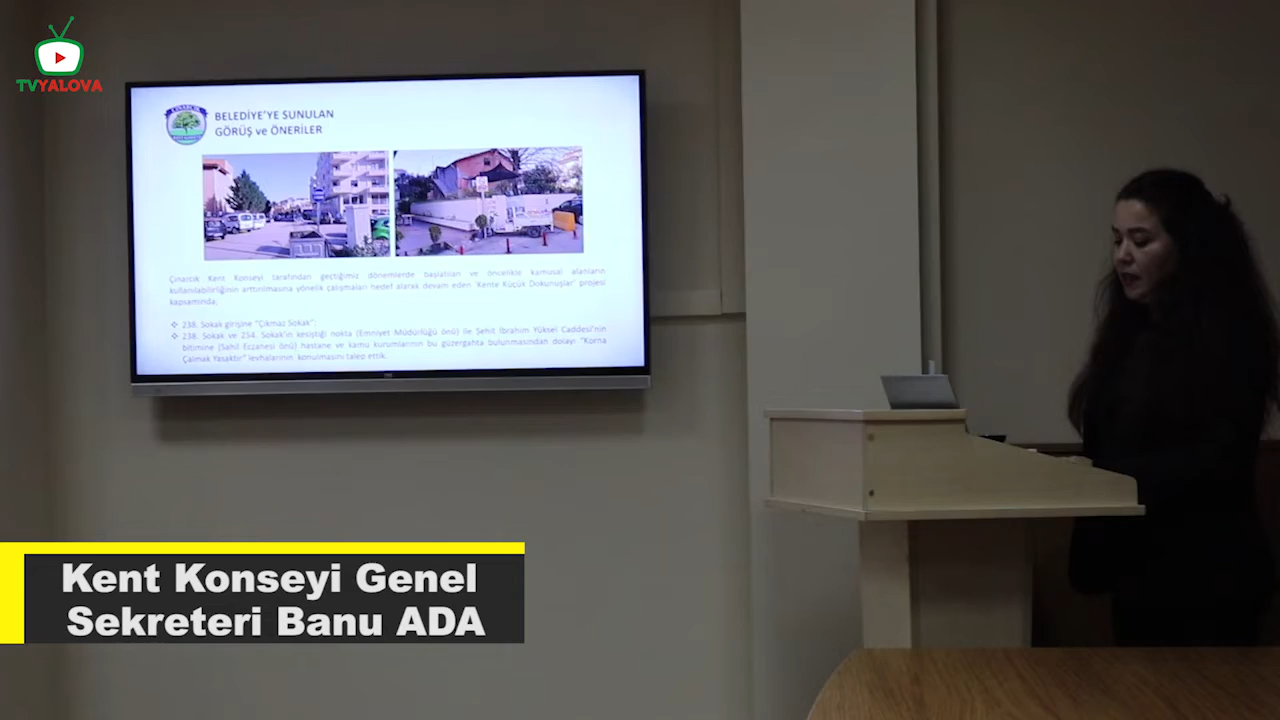 TVYALOVA
ÇINARCIK
KENT KONSEYİ
BELEDİYE'YE SUNULAN
GÖRÜŞ ve ÖNERİLER
Çınarcık Kent Konseyi tarafından geçtiğimiz dönemlerde başlatılan ve öncelikle kamusal alanların
kullanılabilirliğinin arttırılmasına yönelik çalışmaları hedef alarak devam eden 'Kente Küçük Dokunuşlar' projesi
kapsamında;
❖ 238. Sokak girişine "Çıkmaz Sokak";
❖ 238. Sokak ve 254. Sokak'ın kesiştiği nokta (Emniyet Müdürlüğü önü) ile Şehit İbrahim Yüksel Caddesi'nin
bitimine (Sahil Eczanesi önü) hastane ve kamu kurumlarının bu güzergahta bulunmasından dolayı "Korna
Çalmak Yasaktır" levhalarının konulmasını talep ettik.
Kent Konseyi Genel
Sekreteri Banu ADA